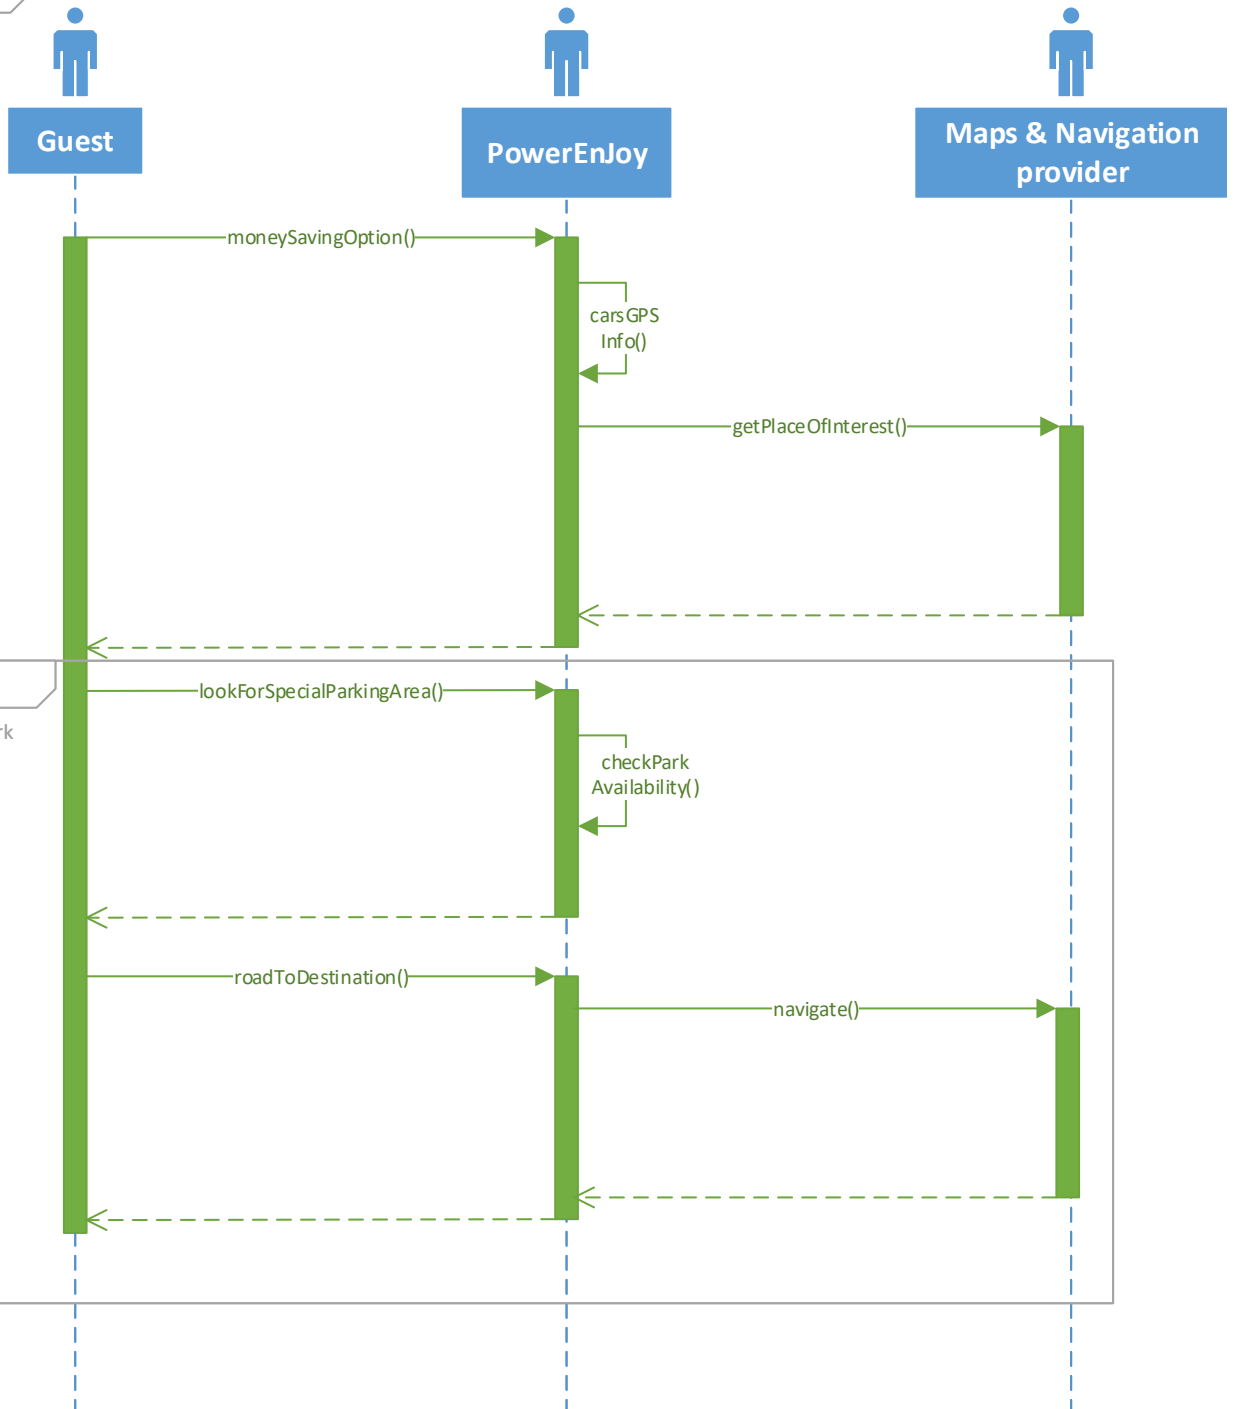 Guest
PowerEnJoy
Maps & Navigation
provider
moneySavingOption()
carsGPS
Info()
getPlaceOfInterest()
lookForSpecialParkingArea()
checkPark
Availability()
roadToDestination()
navigate()